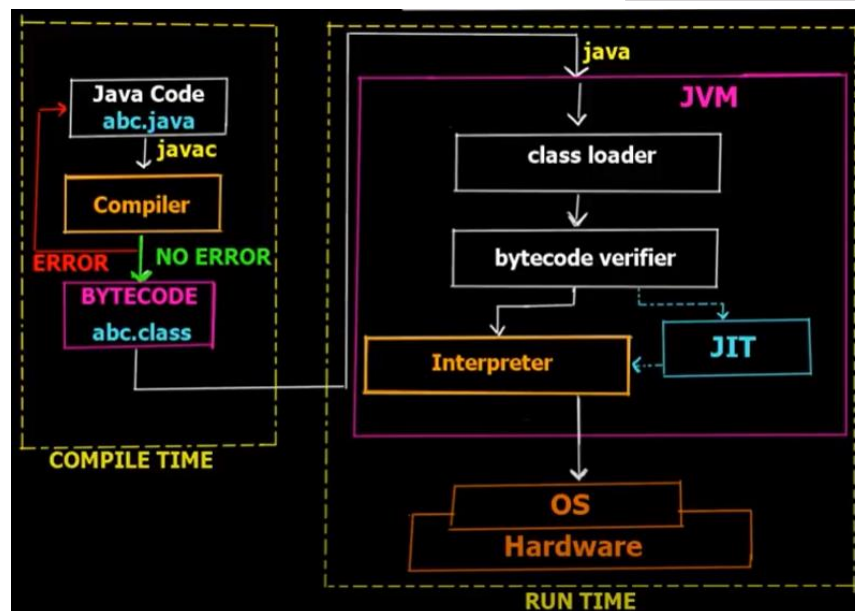 Java Code
abc.java
javac
Compiler
ERROR
NO ERROR
BYTECODE
abc.class
COMPILE TIME
java
JVM
class loader
bytecode verifier
Interpreter
JIT
OS
Hardware
RUN TIME